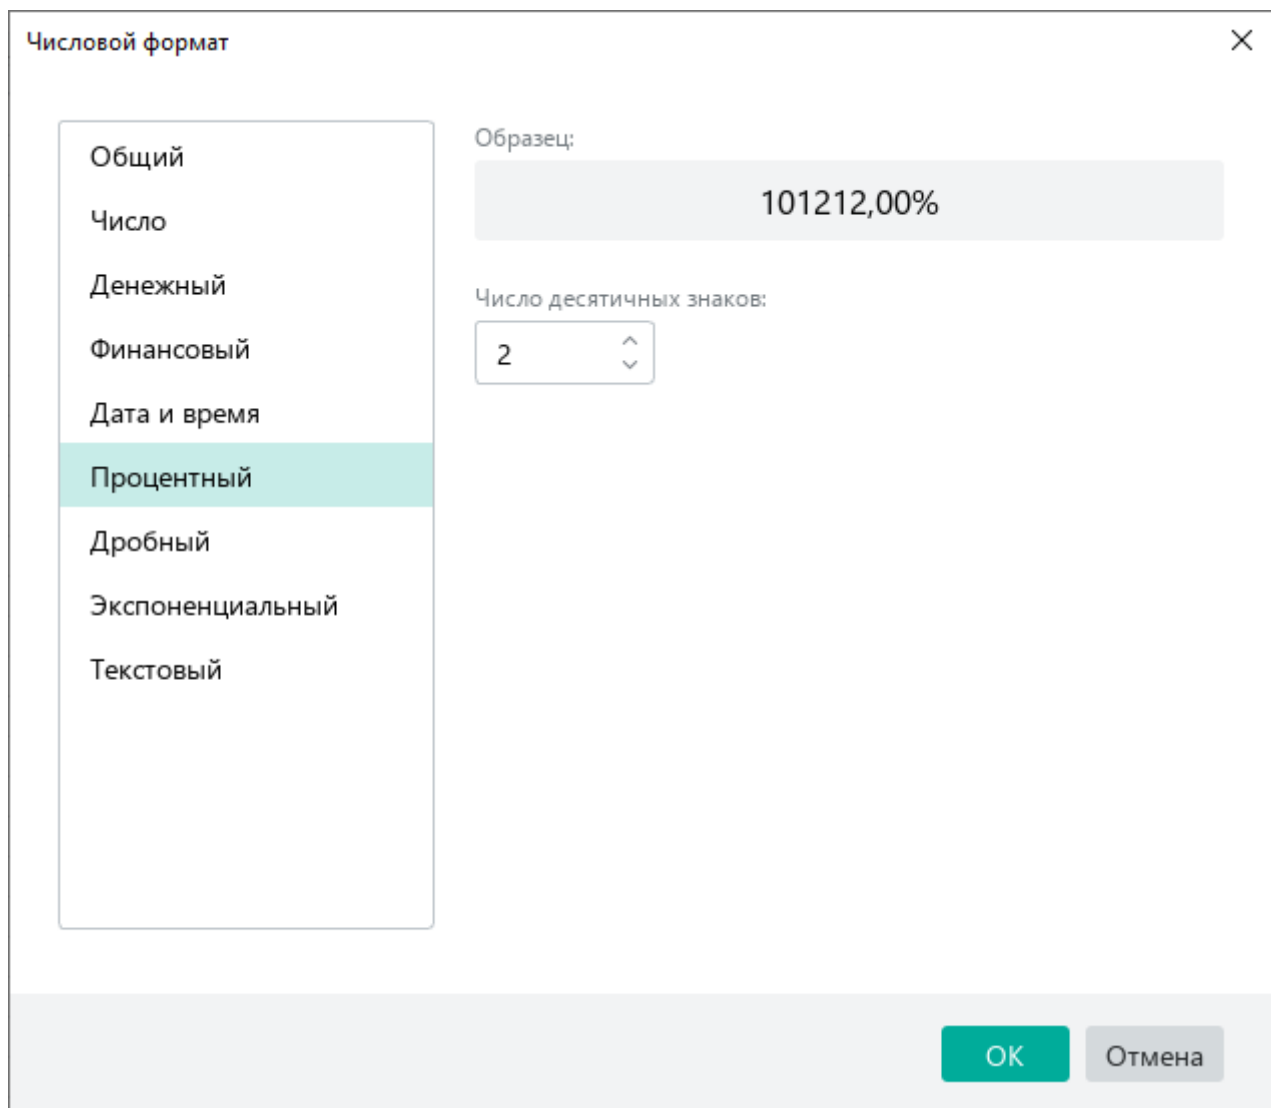 Числовой формат
Общий
Число
Денежный
Финансовый
Дата и время
Процентный
Дробный
Экспоненциальный
Текстовый
Образец:
101212,00%
Число десятичных знаков:
2
ОК
Отмена